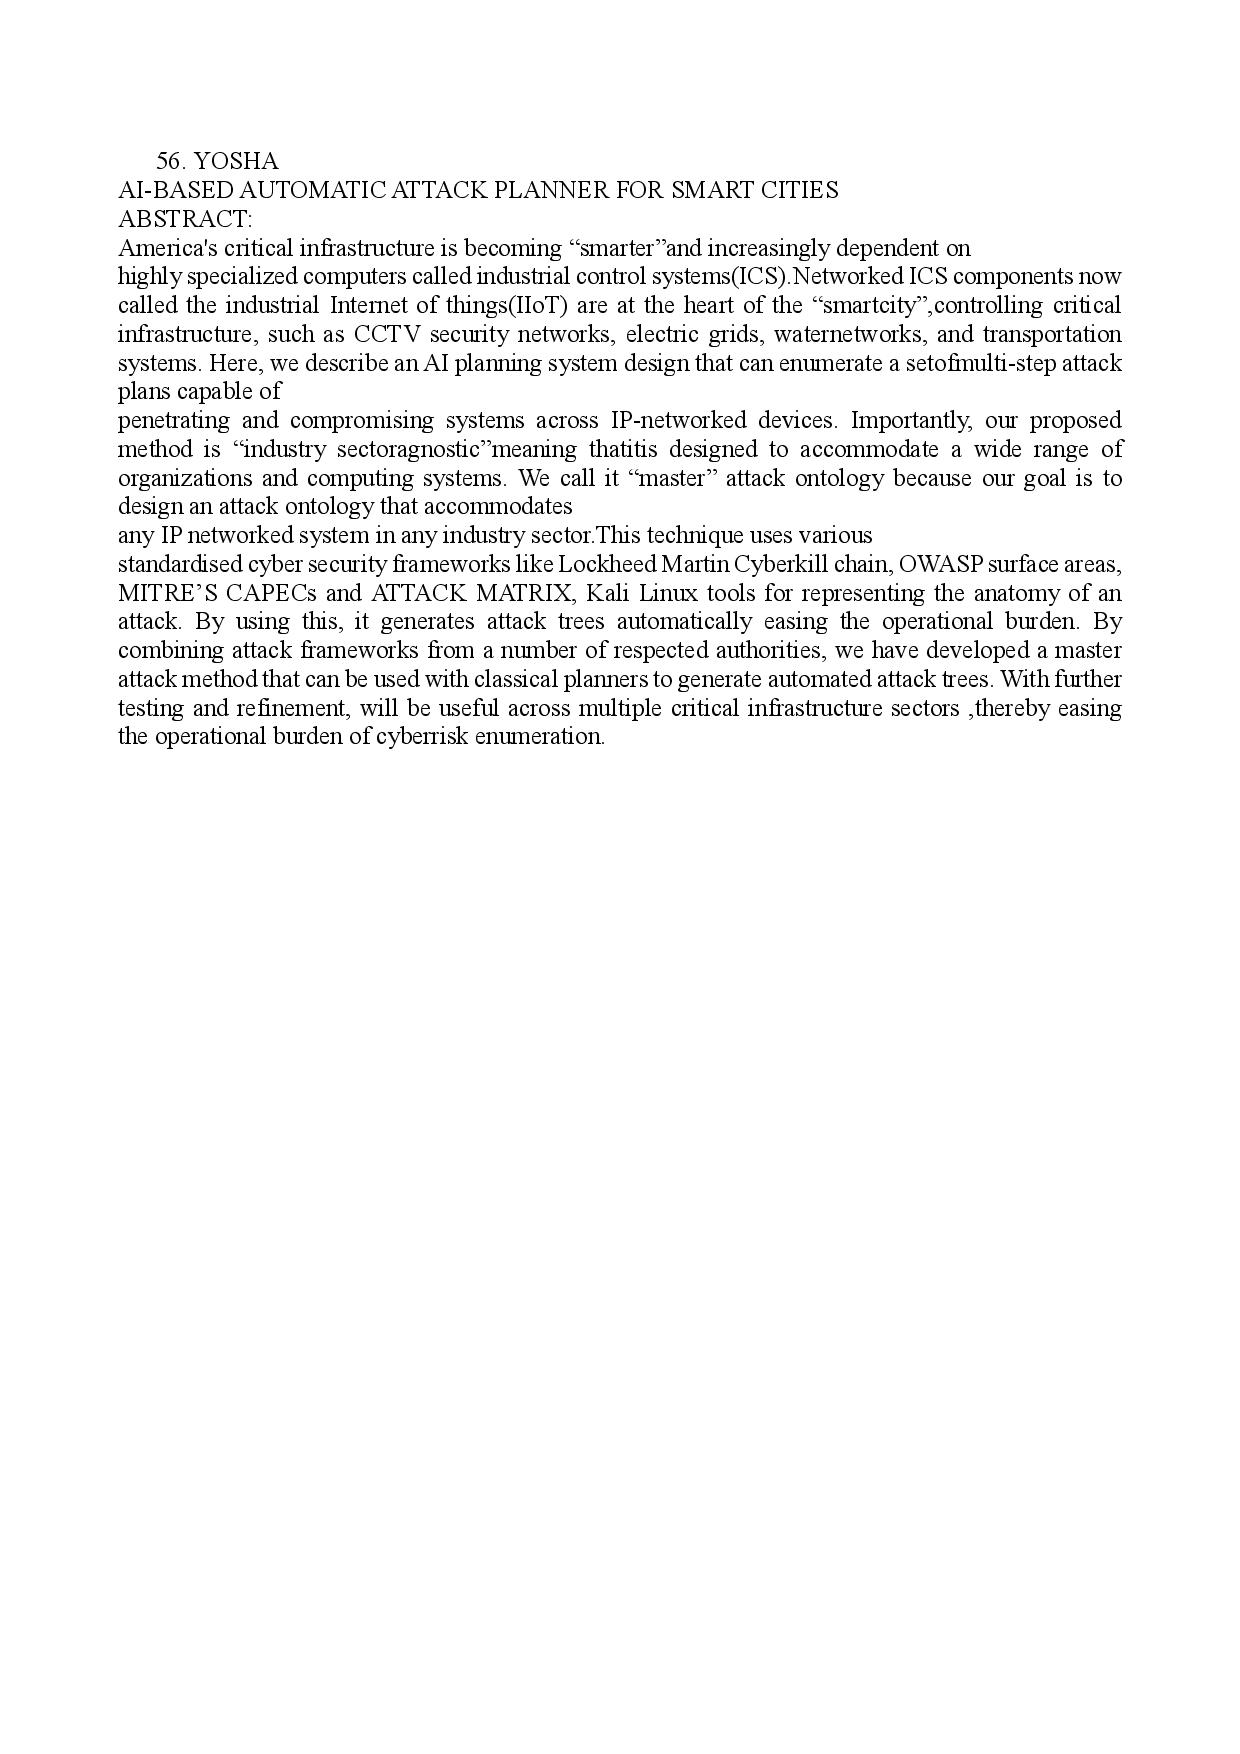 56. YOSHA
AI-BASED AUTOMATIC ATTACK PLANNER FOR SMART CITIES
ABSTRACT:
America's critical infrastructure is becoming “smarter”and increasingly dependent on
highly specialized computers called industrial control systems(ICS).Networked ICS components now
called the industrial Internet of things(IIoT) are at the heart of the “smartcity”,controlling critical
infrastructure, such as CCTV security networks, electric grids, waternetworks, and transportation
systems. Here, we describe an AI planning system design that can enumerate a setofmulti-step attack
plans capable of
penetrating and compromising systems across IP-networked devices. Importantly, our proposed
method is “industry sectoragnostic”meaning thatitis designed to accommodate a wide range of
organizations and computing systems. We call it “master” attack ontology because our goal is to
design an attack ontology that accommodates
any IP networked system in any industry sector.This technique uses various
standardised cyber security frameworks like Lockheed Martin Cyberkill chain, OWASP surface areas,
MITRE’S CAPECs and ATTACK MATRIX, Kali Linux tools for representing the anatomy of an
attack. By using this, it generates attack trees automatically easing the operational burden. By
combining attack frameworks from a number of respected authorities, we have developed a master
attack method that can be used with classical planners to generate automated attack trees. With further
testing and refinement, will be useful across multiple critical infrastructure sectors ,thereby easing
the operational burden of cyberrisk enumeration.